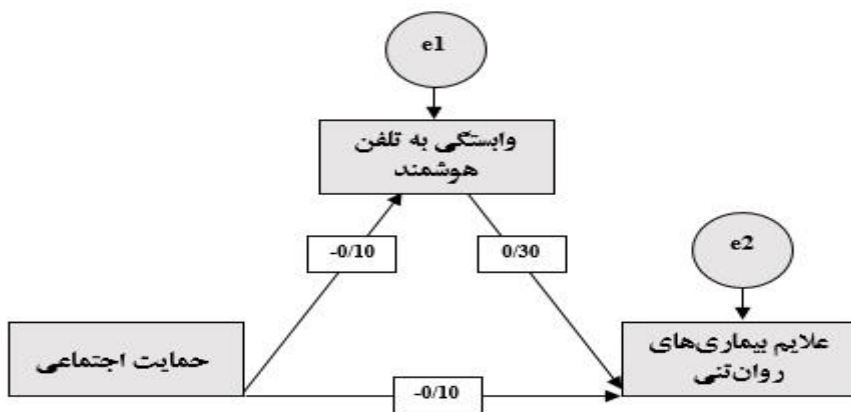 e1
وابستگی به تلفن
هوشمند
-0/10
0/30
e2
حمایت اجتماعی
علایم بیماری‌های
روان‌تنی
-0/10